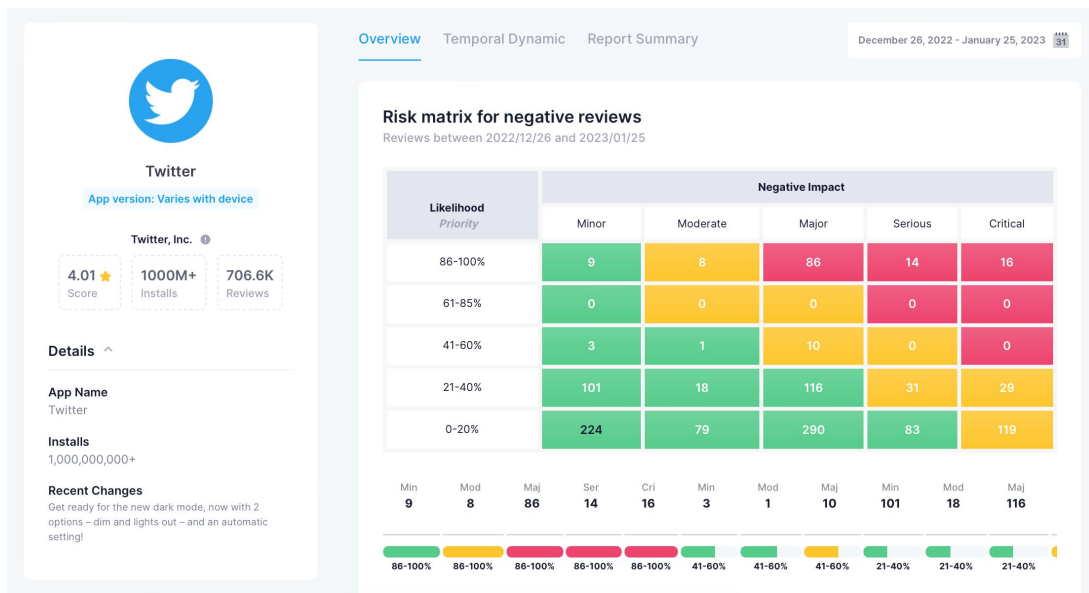 Twitter
App version: Varies with device
Twitter, Inc.
4.01
Score
1000M+
Installs
706.6K
Reviews
Details
App Name
Twitter
Installs
1,000,000,000+
Recent Changes
Get ready for the new dark mode, now with 2
options – dim and lights out – and an automatic
setting!
Overview Temporal Dynamic Report Summary
December 26, 2022 - January 25, 2023 31
Risk matrix for negative reviews
Reviews between 2022/12/26 and 2023/01/25
Likelihood
Priority
Negative Impact
Minor Moderate Major Serious Critical
86-100% 9 8 86 14 16
61-85% 0 0 0 0 0
41-60% 3 1 10 0 0
21-40% 101 18 116 31 29
0-20% 224 79 290 83 119
Min Mod Maj Ser Cri Min Mod Maj Min Mod Maj
9 8 86 14 16 3 1 10 101 18 116
86-100% 86-100% 86-100% 86-100% 86-100% 41-60% 41-60% 41-60% 21-40% 21-40% 21-40%